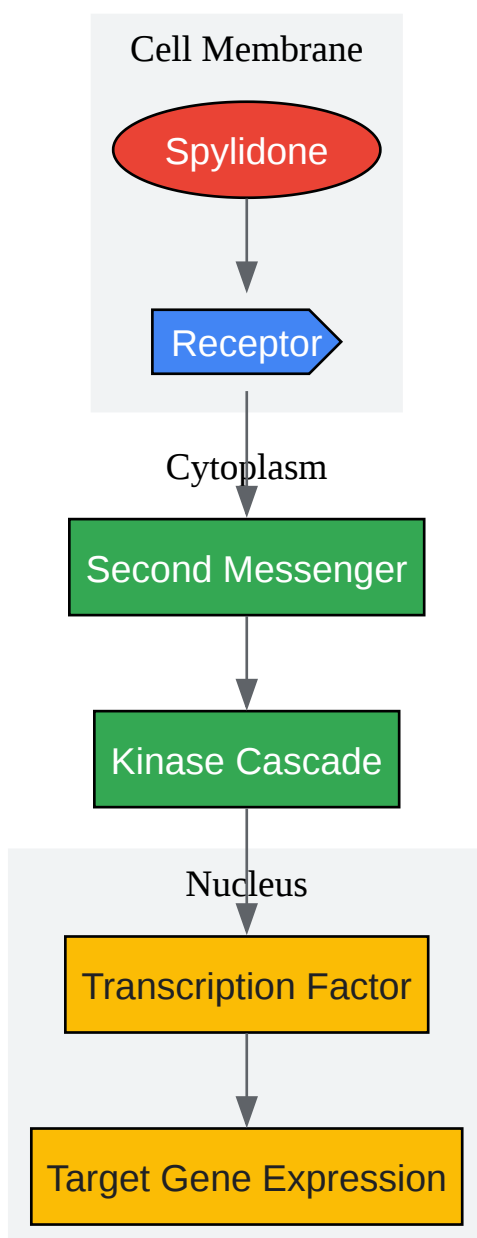 Cell Membrane
Spylidone
Receptor
Cytoplasm
Second Messenger
Kinase Cascade
Nucleus
Transcription Factor
Target Gene Expression